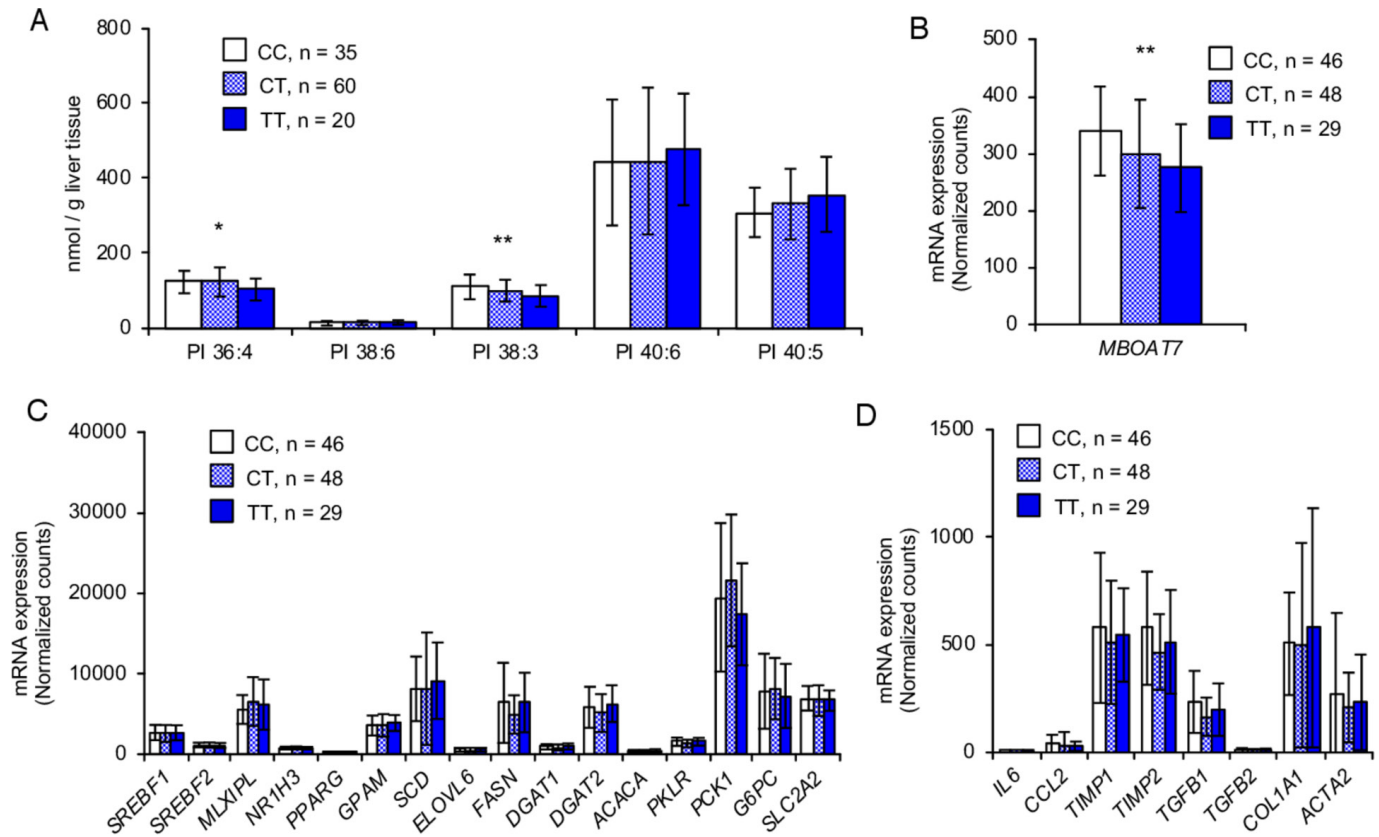 A
800
600
400
200
0
nmol / g liver tissue
CC, n = 35
CT, n = 60
TT, n = 20
*
**
PI 36:4
PI 38:6
PI 38:3
PI 40:6
PI 40:5
B
500
400
300
200
100
0
mRNA expression
(Normalized counts)
**
CC, n = 46
CT, n = 48
TT, n = 29
MBOAT7
C
40000
30000
20000
10000
0
mRNA expression
(Normalized counts)
CC, n = 46
CT, n = 48
TT, n = 29
SREBF1
SREBF2
MLXIPL
NR1H3
PPARG
GPAM
SCD
ELOVL6
FASN
DGAT1
DGAT2
ACACA
PKLR
PCK1
G6PC
SLC2A2
D
1500
1000
500
0
mRNA expression
(Normalized counts)
CC, n = 46
CT, n = 48
TT, n = 29
IL6
CCL2
TIMP1
TIMP2
TGFB1
TGFB2
COL1A1
ACTA2